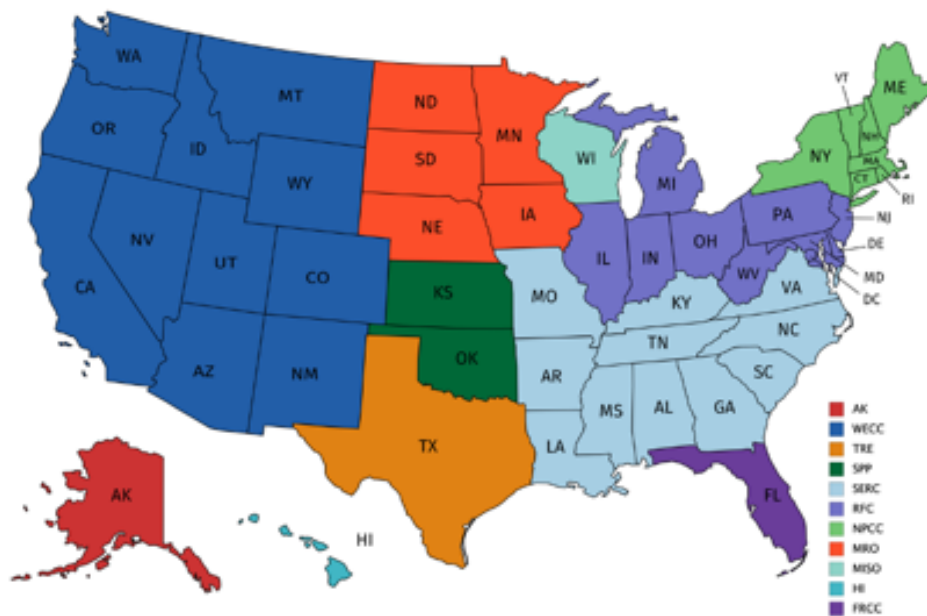 WA
MT
ND
MN
VT
ME
OR
ID
SD
WI
NY
NH
MA
CT
RI
WY
MI
NV
NE
IA
PA
NJ
UT
CO
IL
IN
OH
DE
CA
KS
MO
WV
MD
VA
DC
KY
NC
TN
AZ
NM
OK
AR
SC
MS
AL
GA
TX
LA
FL
AK
HI
AK
WECC
TRE
SPP
SERC
RFC
NPCC
MRO
MISO
HI
FRCC